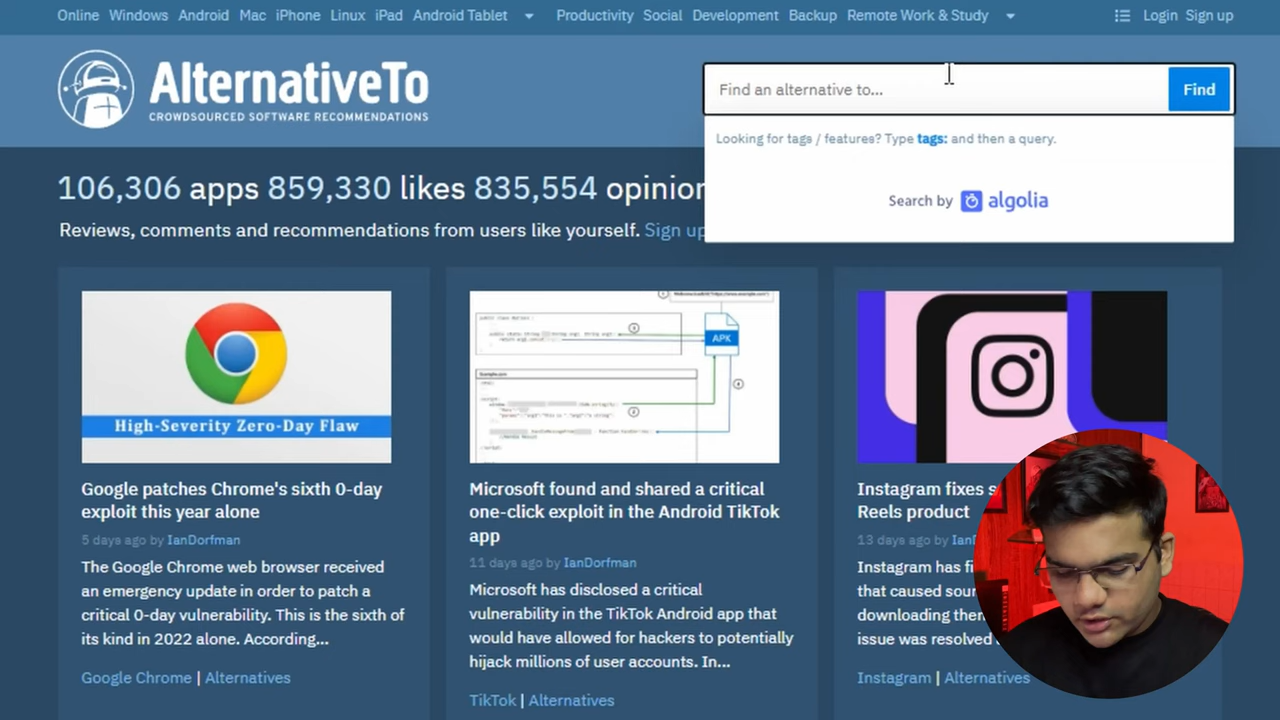 Online Windows Android Mac iPhone Linux iPad Android Tablet Productivity Social Development Backup Remote Work & Study Login Sign up
AlternativeTo
CROWDSOURCED SOFTWARE RECOMMENDATIONS
Find an alternative to...
Find
Looking for tags / features? Type tags: and then a query.
Search by algolia
106,306 apps 859,330 likes 835,554 opinion
Reviews, comments and recommendations from users like yourself. Sign up
High-Severity Zero-Day Flaw
Google patches Chrome's sixth 0-day
exploit this year alone
5 days ago by IanDorfman
The Google Chrome web browser received
an emergency update in order to patch a
critical 0-day vulnerability. This is the sixth of
its kind in 2022 alone. According...
Google Chrome | Alternatives
APK
Microsoft found and shared a critical
one-click exploit in the Android TikTok
app
11 days ago by IanDorfman
Microsoft has disclosed a critical
vulnerability in the TikTok Android app that
would have allowed for hackers to potentially
hijack millions of user accounts. In...
TikTok | Alternatives
Instagram fixes s
Reels product
13 days ago by IanD
Instagram has fi
that caused sour
downloading them
issue was resolved
Instagram | Alternatives